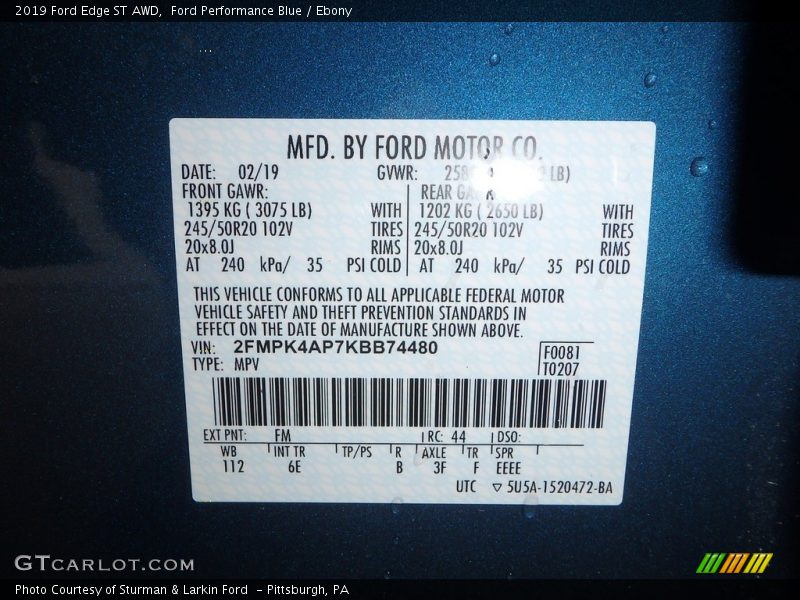 2019 Ford Edge ST AWD,  Ford Performance Blue / Ebony
MFD. BY FORD MOTOR CO.
DATE: 02/19 GVWR: LB)
FRONT GAWR: REAR
1395 KG ( 3075 LB) WITH 1202 KG ( 2650 LB) WITH
245/50R20 102V TIRES 245/50R20 102V TIRES
20x8.0J RIMS 20x8.0J RIMS
AT 240 kPa/ 35 PSI COLD AT 240 kPa/ 35 PSI COLD
THIS VEHICLE CONFORMS TO ALL APPLICABLE FEDERAL MOTOR
VEHICLE SAFETY AND THEFT PREVENTION STANDARDS IN
EFFECT ON THE DATE OF MANUFACTURE SHOWN ABOVE.
VIN: 2FMPK4AP7KBB74480 F0081
TYPE: MPV T0207
EXT PNT: FM RC: 44 DSO:
WB INT TR TP/PS R AXLE TR SPR
112 6E B 3F F EEEE
UTC ▽ 5U5A-1520472-BA
GTCARLOT.COM
Photo Courtesy of Sturman & Larkin Ford  - Pittsburgh, PA